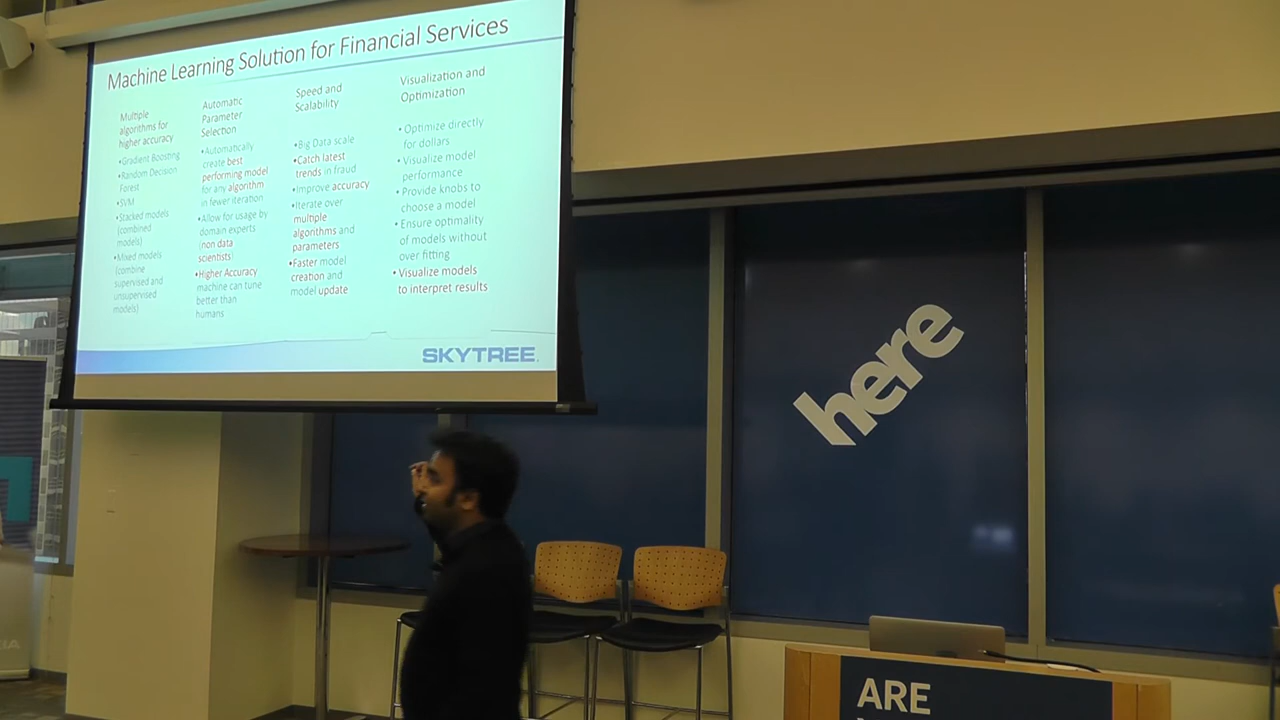 Machine Learning Solution for Financial Services
Multiple
algorithms for
higher accuracy
•Gradient Boosting
•Random Decision
Forest
•SVM
•Stacked models
(combined
models)
•Mixed models
(combine
supervised and
unsupervised
models)
Automatic
Parameter
Selection
•Automatically
create best
performing model
for any algorithm
in fewer iteration
•Allow for usage by
domain experts
(non data
scientists)
•Higher Accuracy
machine can tune
better than
humans
Speed and
Scalability
•Big Data scale
•Catch latest
trends in fraud
•Improve accuracy
•Iterate over
multiple
algorithms and
parameters
•Faster model
creation and
model update
Visualization and
Optimization
• Optimize directly
for dollars
• Visualize model
performance
• Provide knobs to
choose a model
• Ensure optimality
of models without
over fitting
• Visualize models
to interpret results
SKYTREE
here
ARE